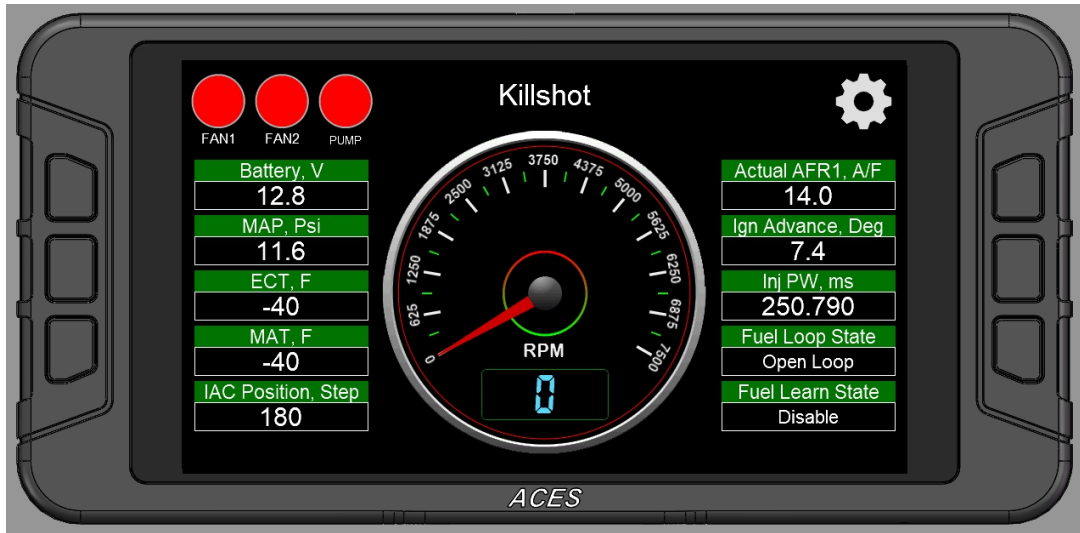 Killshot
FAN1 FAN2 PUMP
Battery, V
12.8
MAP, Psi
11.6
ECT, F
-40
MAT, F
-40
IAC Position, Step
180
0 625 1250 1875 2500 3125 3750 4375 5000 5625 6250 6875 7500
RPM
0
Actual AFR1, A/F
14.0
Ign Advance, Deg
7.4
Inj PW, ms
250.790
Fuel Loop State
Open Loop
Fuel Learn State
Disable
ACES